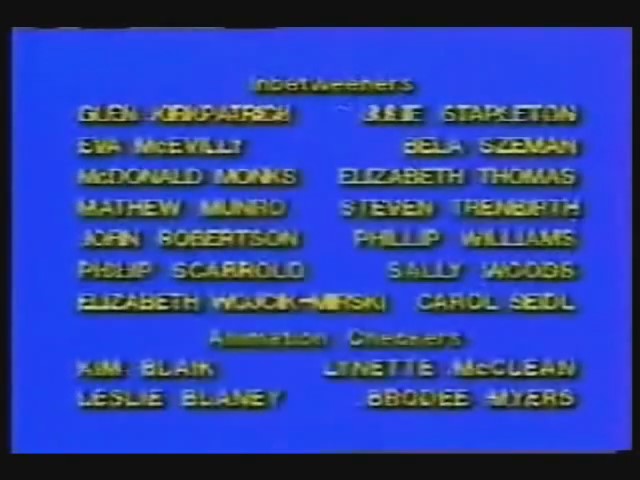 Inbetweeners
GLEN KIRKPATRICK JULIE STAPLETON
EVA McEVILLY BELA SZEMAN
McDONALD MONKS ELIZABETH THOMAS
MATHEW MUNRO STEVEN TRENBIRTH
JOHN ROBERTSON PHILLIP WILLIAMS
PHILIP SCARROLD SALLY WOODS
ELIZABETH WOJCIK-MIRSKI CAROL SEIDL
Animation Checkers
KIM BLAIK LYNETTE McCLEAN
LESLIE BLANEY BRODEE MYERS